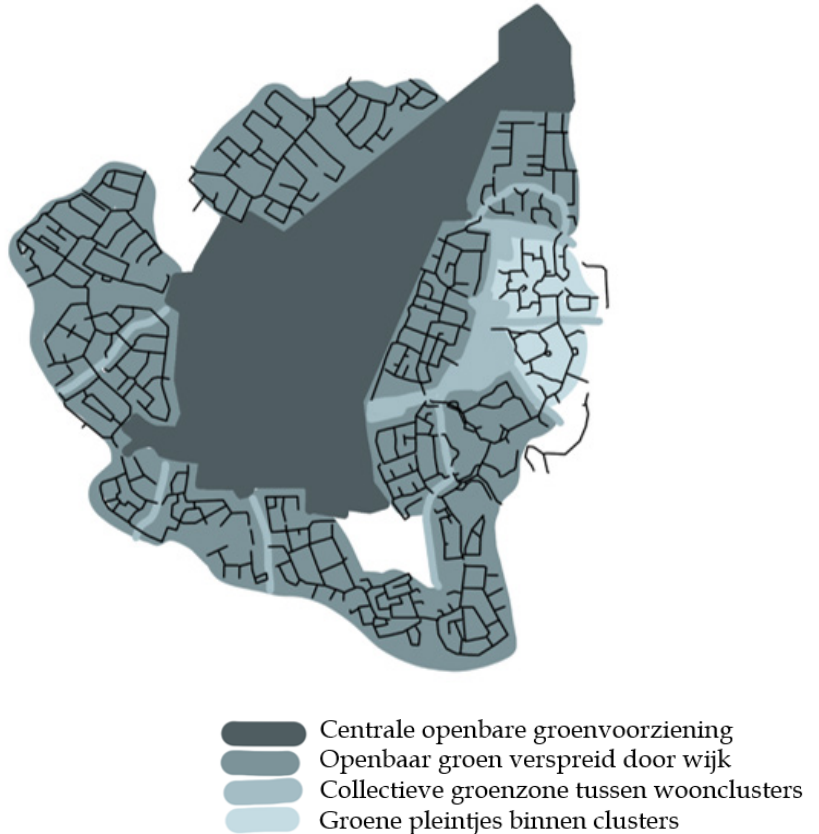 Centrale openbare groenvoorziening
Openbaar groen verspreid door wijk
Collectieve groenzone tussen woonclusters
Groene pleintjes binnen clusters